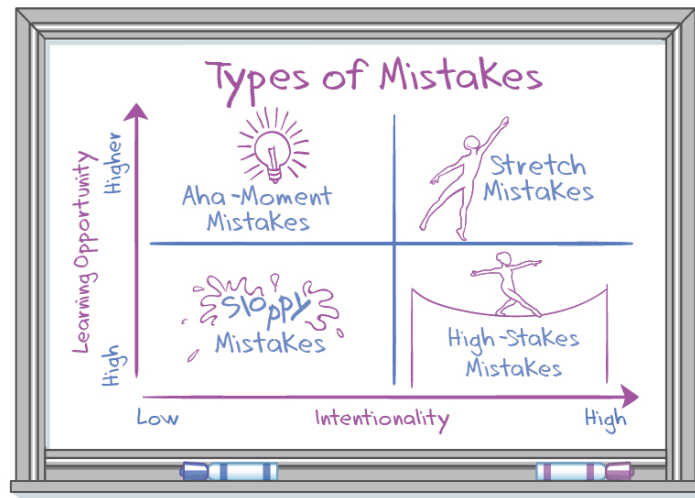 Types of Mistakes
Learning Opportunity
Higher
High
Aha-Moment
Mistakes
Stretch
Mistakes
Sloppy
Mistakes
High-Stakes
Mistakes
Low
Intentionality
High